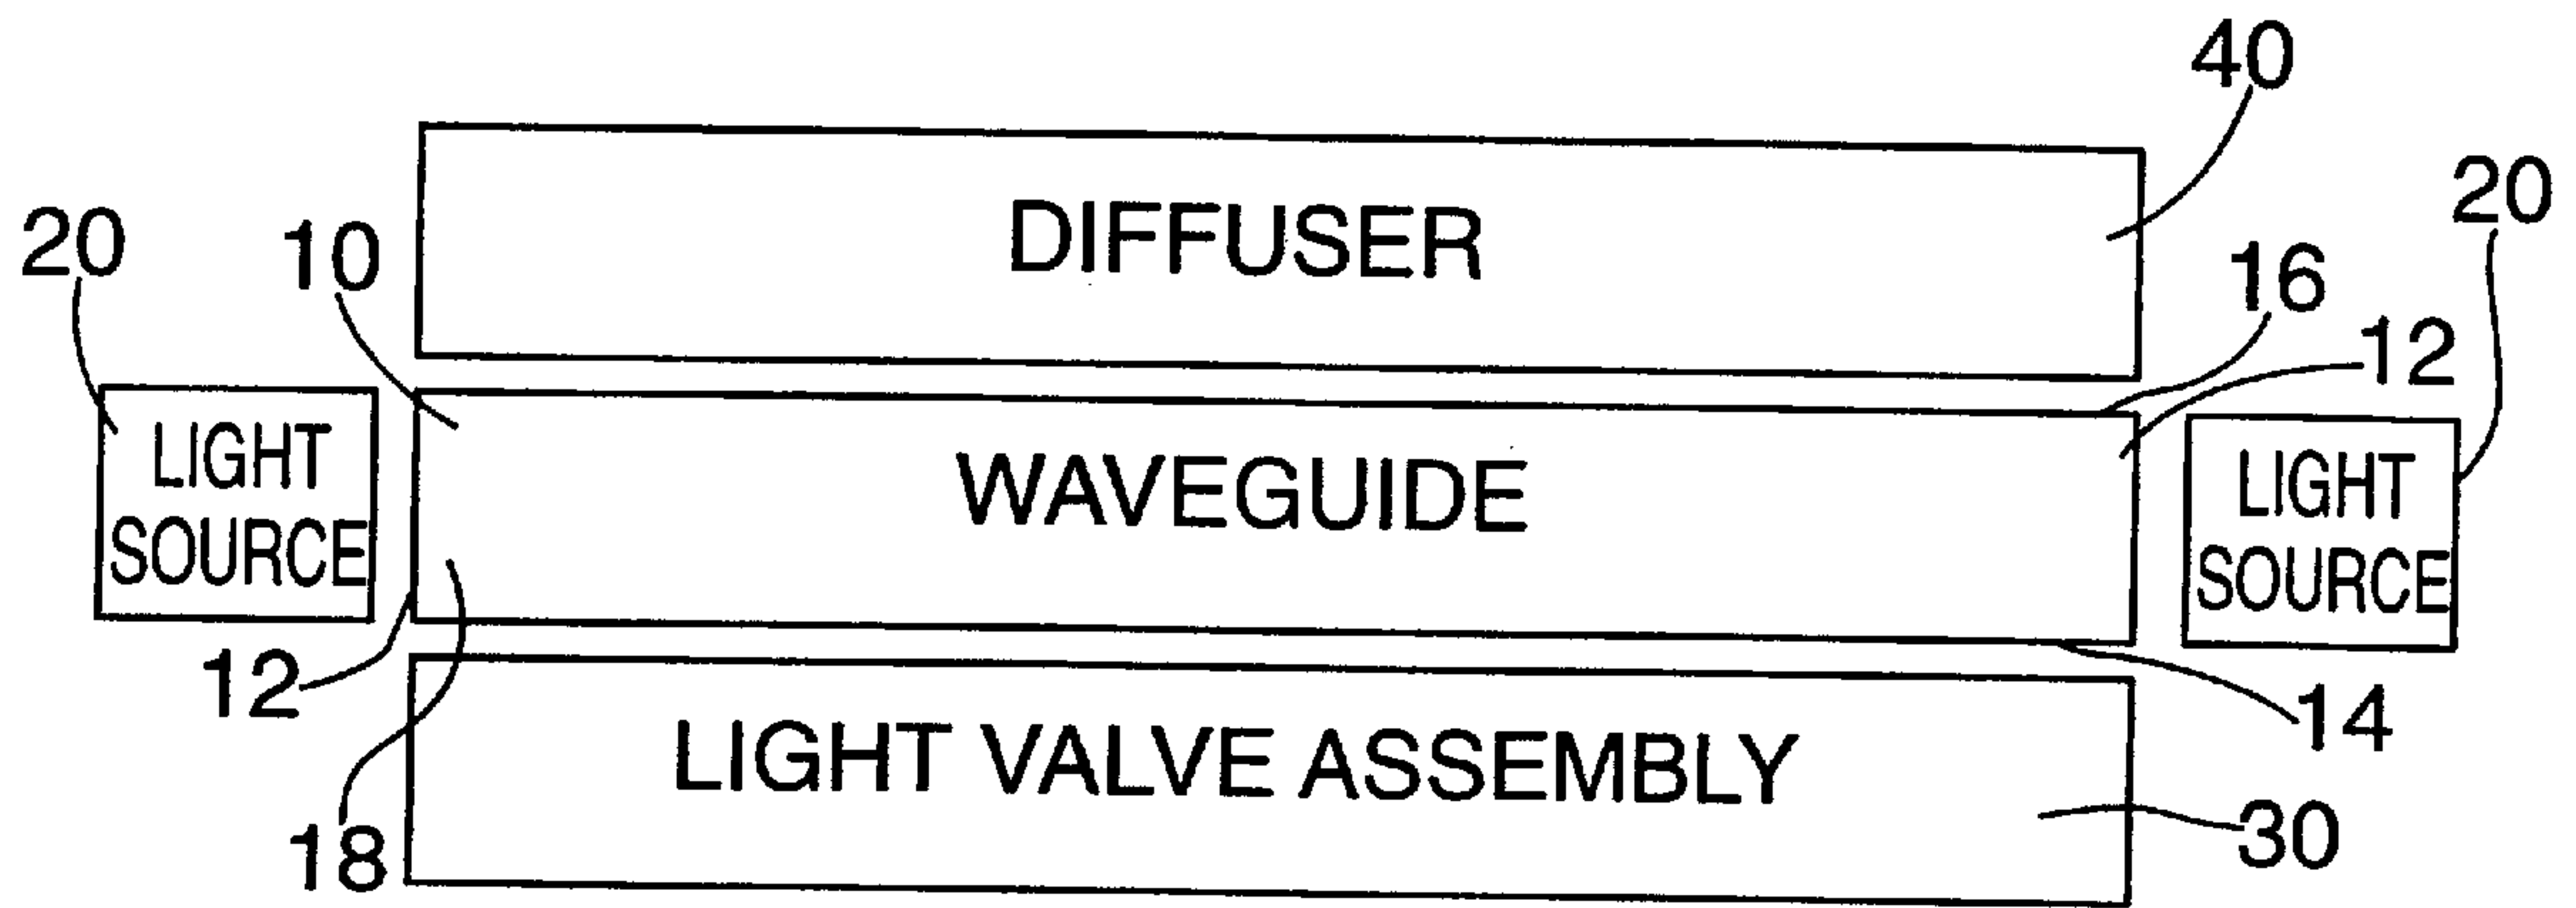 40
DIFFUSER
20
20
10
16
12
LIGHT
SOURCE
WAVEGUIDE
LIGHT
SOURCE
12
14
LIGHT VALVE ASSEMBLY
18
30